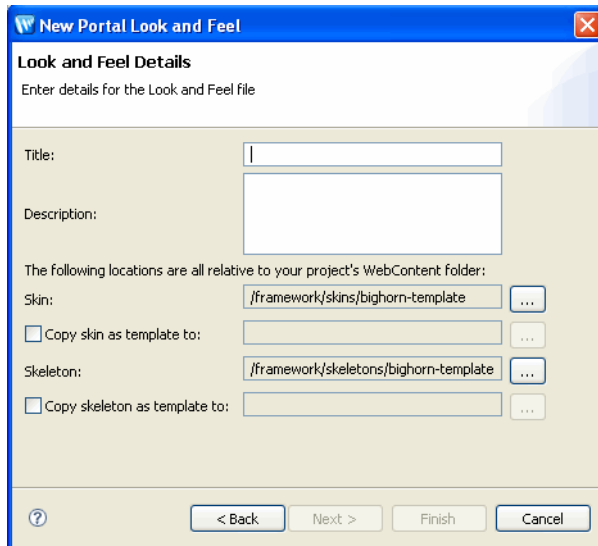 New Portal Look and Feel
Look and Feel Details
Enter details for the Look and Feel file
Title:
Description:
The following locations are all relative to your project's WebContent folder:
Skin: /framework/skins/bighorn-template ...
Copy skin as template to: ...
Skeleton: /framework/skeletons/bighorn-template ...
Copy skeleton as template to: ...
? < Back Next > Finish Cancel